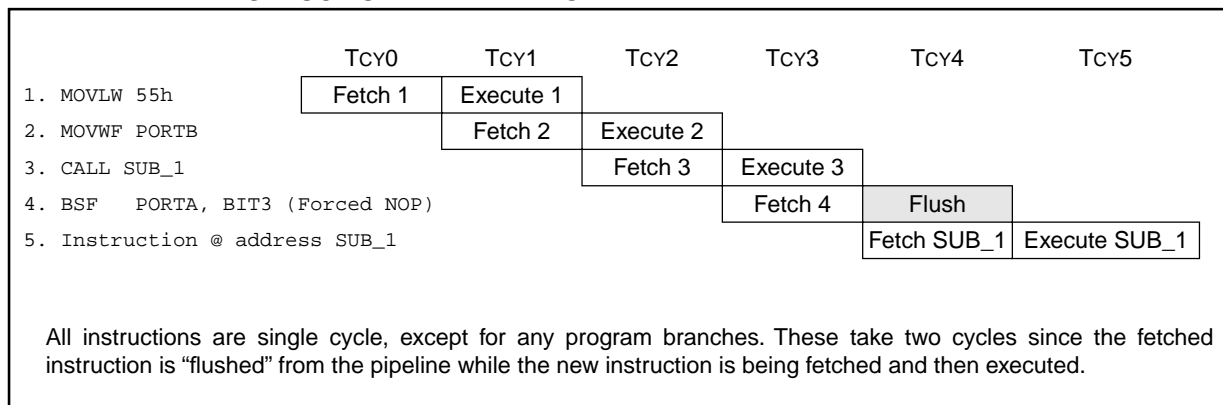 TCY0 TCY1 TCY2 TCY3 TCY4 TCY5
1. MOVLW 55h Fetch 1 Execute 1
2. MOVWF PORTB Fetch 2 Execute 2
3. CALL SUB_1 Fetch 3 Execute 3
4. BSF PORTA, BIT3 (Forced NOP) Fetch 4 Flush
5. Instruction @ address SUB_1 Fetch SUB_1 Execute SUB_1
All instructions are single cycle, except for any program branches. These take two cycles since the fetched
instruction is “flushed” from the pipeline while the new instruction is being fetched and then executed.